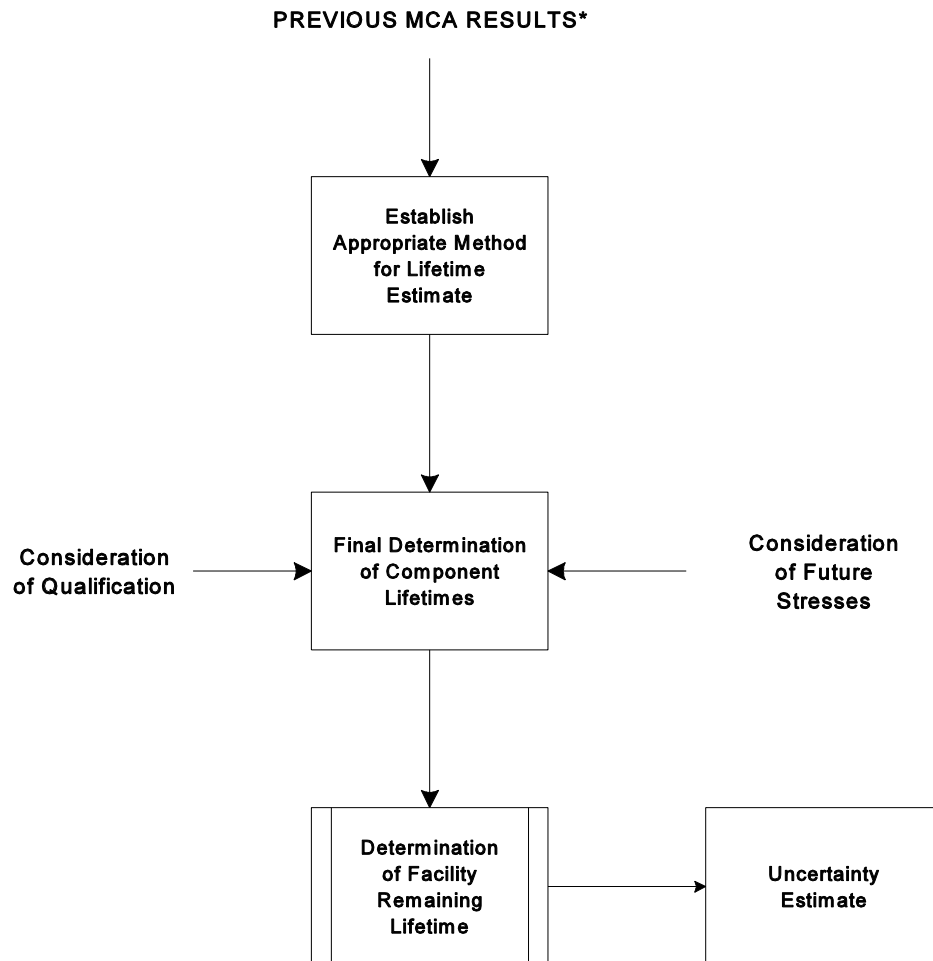 PREVIOUS MCA RESULTS*
Establish
Appropriate Method
for Lifetime
Estimate
Consideration
of Qualification
Final Determination
of Component
Lifetimes
Consideration
of Future
Stresses
Determination
of Facility
Remaining
Lifetime
Uncertainty
Estimate